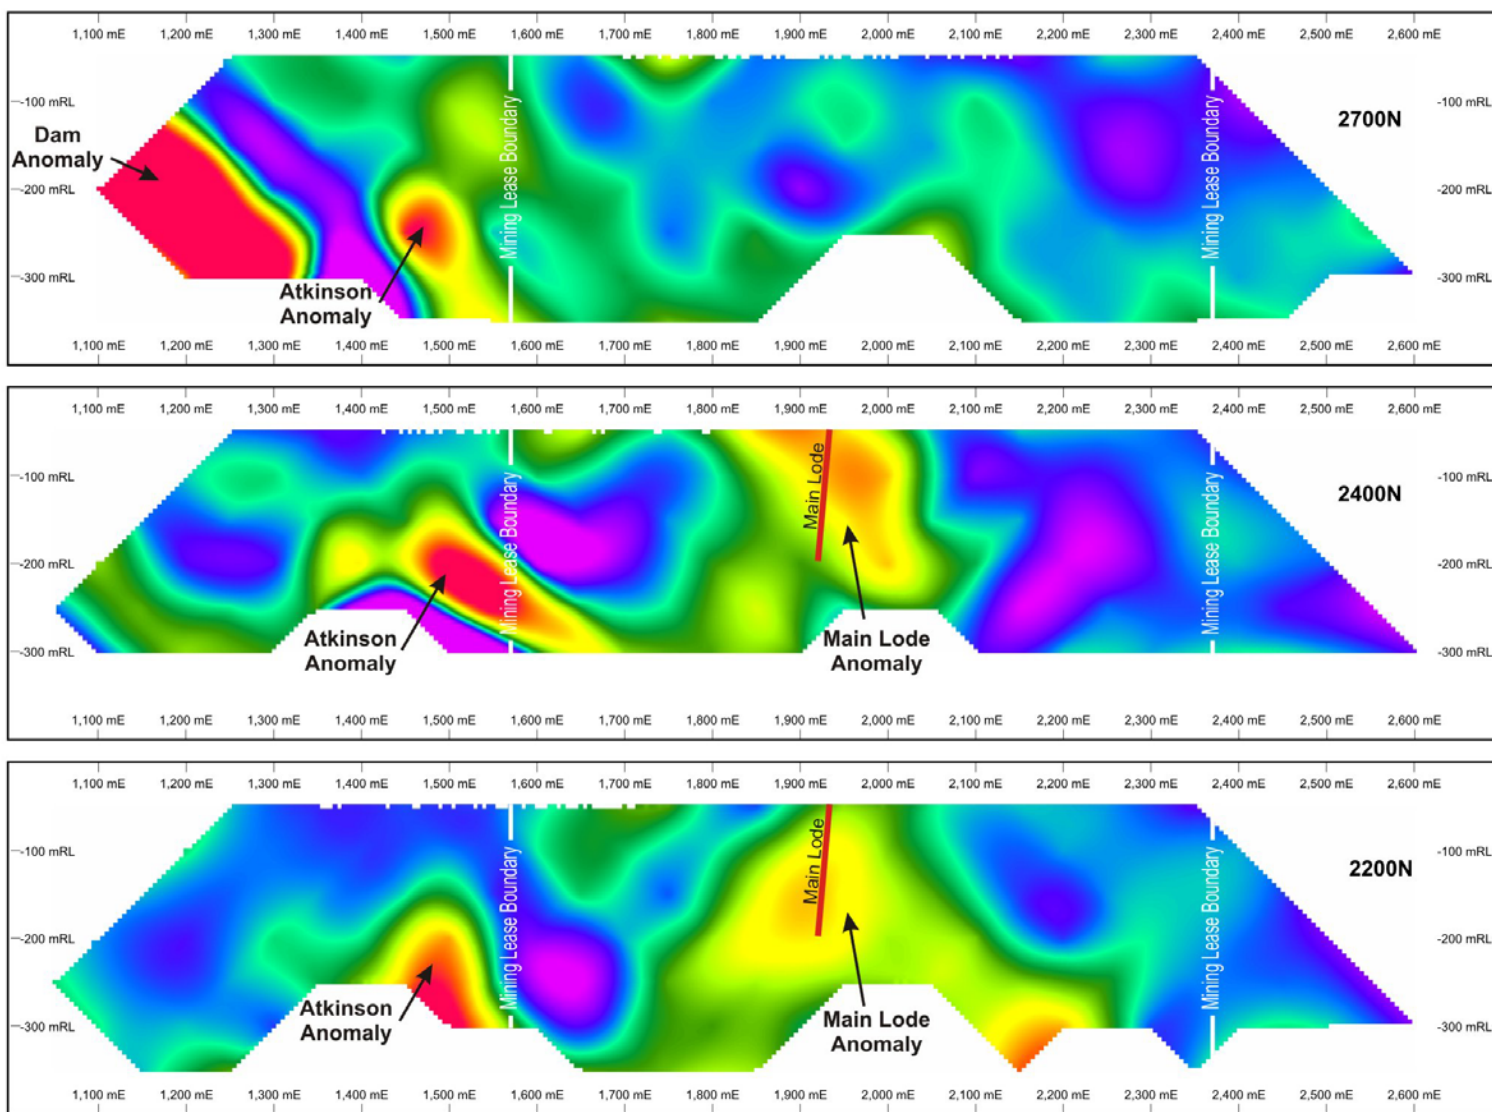 1,100 mE 1,200 mE 1,300 mE 1,400 mE 1,500 mE 1,600 mE 1,700 mE 1,800 mE 1,900 mE 2,000 mE 2,100 mE 2,200 mE 2,300 mE 2,400 mE 2,500 mE 2,600 mE
-100 mRL -100 mRL
2700N
Dam
Anomaly
Mining Lease Boundary
Mining Lease Boundary
-200 mRL -200 mRL
-300 mRL -300 mRL
Atkinson
Anomaly
1,100 mE 1,200 mE 1,300 mE 1,400 mE 1,500 mE 1,600 mE 1,700 mE 1,800 mE 1,900 mE 2,000 mE 2,100 mE 2,200 mE 2,300 mE 2,400 mE 2,500 mE 2,600 mE
1,100 mE 1,200 mE 1,300 mE 1,400 mE 1,500 mE 1,600 mE 1,700 mE 1,800 mE 1,900 mE 2,000 mE 2,100 mE 2,200 mE 2,300 mE 2,400 mE 2,500 mE 2,600 mE
-100 mRL -100 mRL
2400N
Main Lode
Mining Lease Boundary
Mining Lease Boundary
-200 mRL -200 mRL
Atkinson
Anomaly
Main Lode
Anomaly
-300 mRL -300 mRL
1,100 mE 1,200 mE 1,300 mE 1,400 mE 1,500 mE 1,600 mE 1,700 mE 1,800 mE 1,900 mE 2,000 mE 2,100 mE 2,200 mE 2,300 mE 2,400 mE 2,500 mE 2,600 mE
1,100 mE 1,200 mE 1,300 mE 1,400 mE 1,500 mE 1,600 mE 1,700 mE 1,800 mE 1,900 mE 2,000 mE 2,100 mE 2,200 mE 2,300 mE 2,400 mE 2,500 mE 2,600 mE
-100 mRL -100 mRL
2200N
Main Lode
Mining Lease Boundary
Mining Lease Boundary
-200 mRL -200 mRL
Atkinson
Anomaly
Main Lode
Anomaly
-300 mRL -300 mRL
1,100 mE 1,200 mE 1,300 mE 1,400 mE 1,500 mE 1,600 mE 1,700 mE 1,800 mE 1,900 mE 2,000 mE 2,100 mE 2,200 mE 2,300 mE 2,400 mE 2,500 mE 2,600 mE